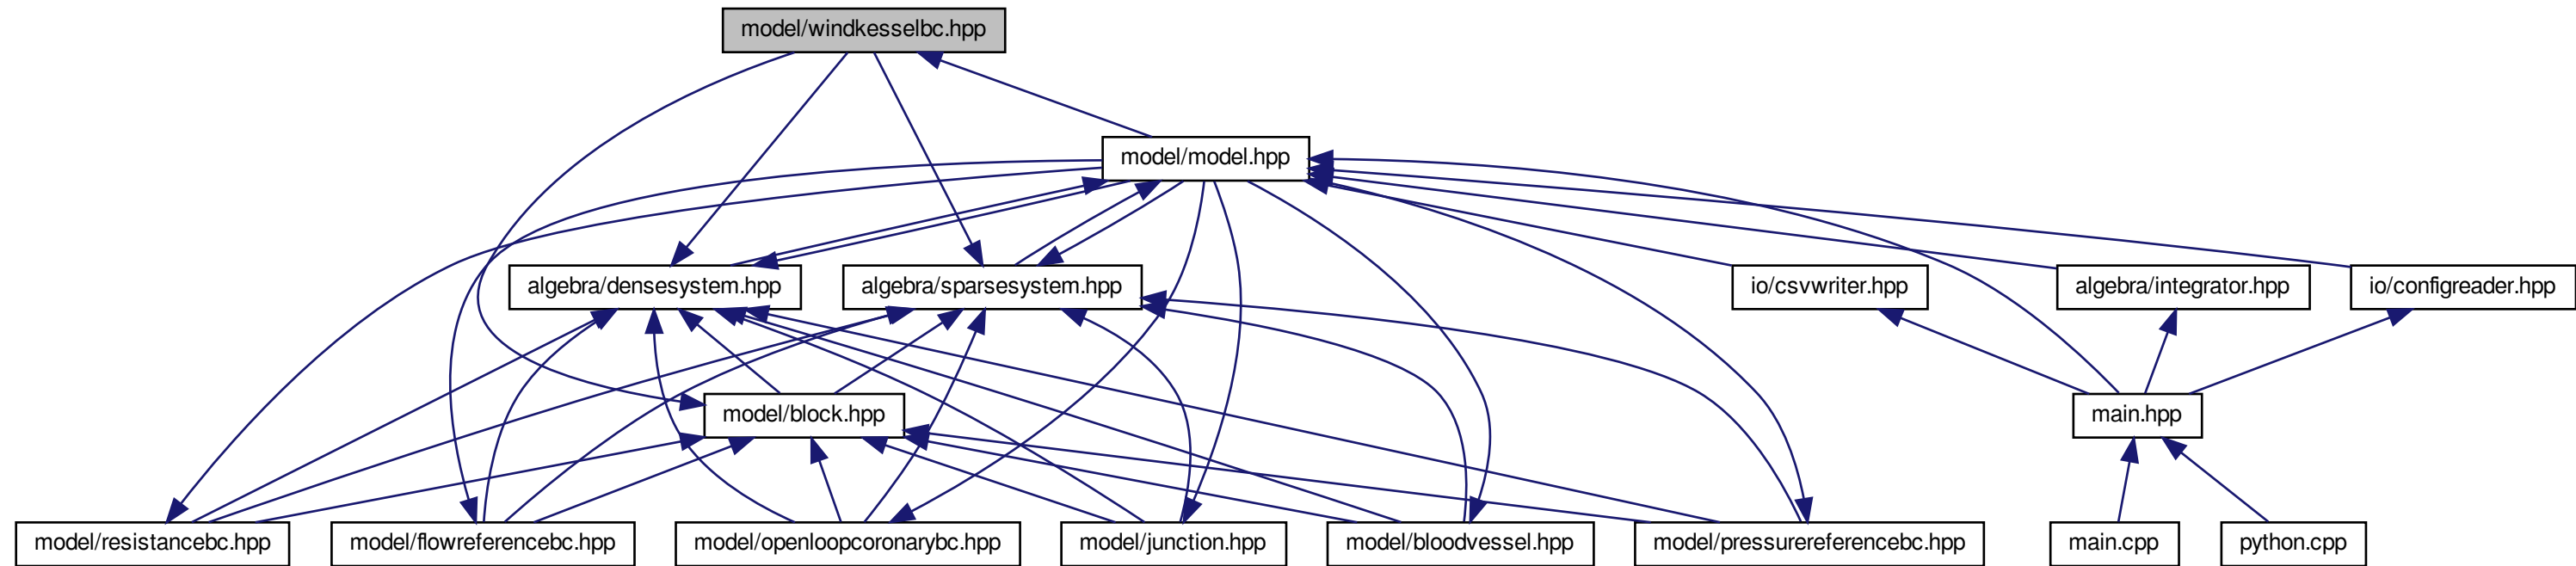 model/windkesselbc.hpp
model/model.hpp
algebra/densesystem.hpp
algebra/sparsesystem.hpp
io/csvwriter.hpp
algebra/integrator.hpp
io/configreader.hpp
model/block.hpp
main.hpp
model/resistancebc.hpp
model/flowreferencebc.hpp
model/openloopcoronarybc.hpp
model/junction.hpp
model/bloodvessel.hpp
model/pressurereferencebc.hpp
main.cpp
python.cpp